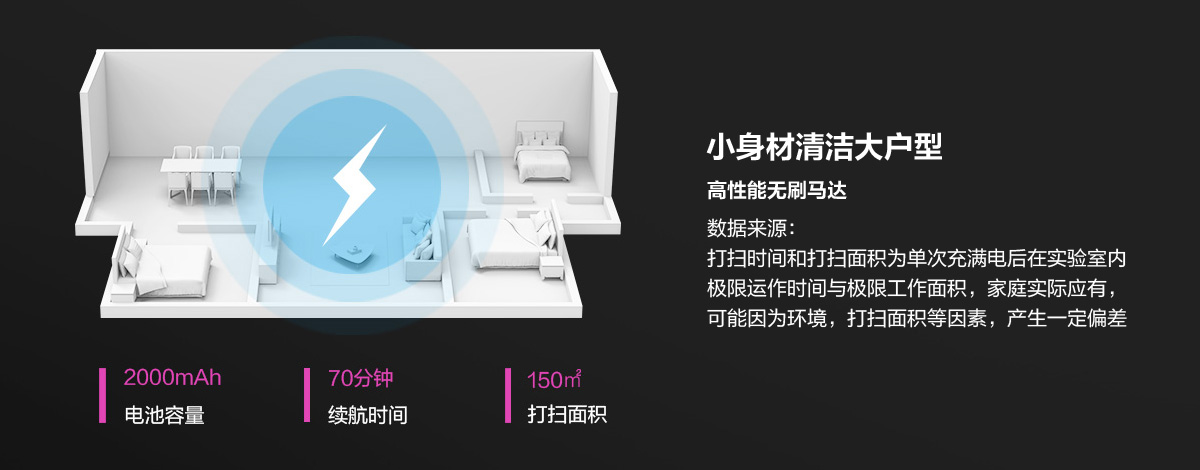 小身材清洁大户型
高性能无刷马达
数据来源：
打扫时间和打扫面积为单次充满电后在实验室内
极限运作时间与极限工作面积，家庭实际应有，
可能因为环境，打扫面积等因素，产生一定偏差
2000mAh
电池容量
70分钟
续航时间
150㎡
打扫面积